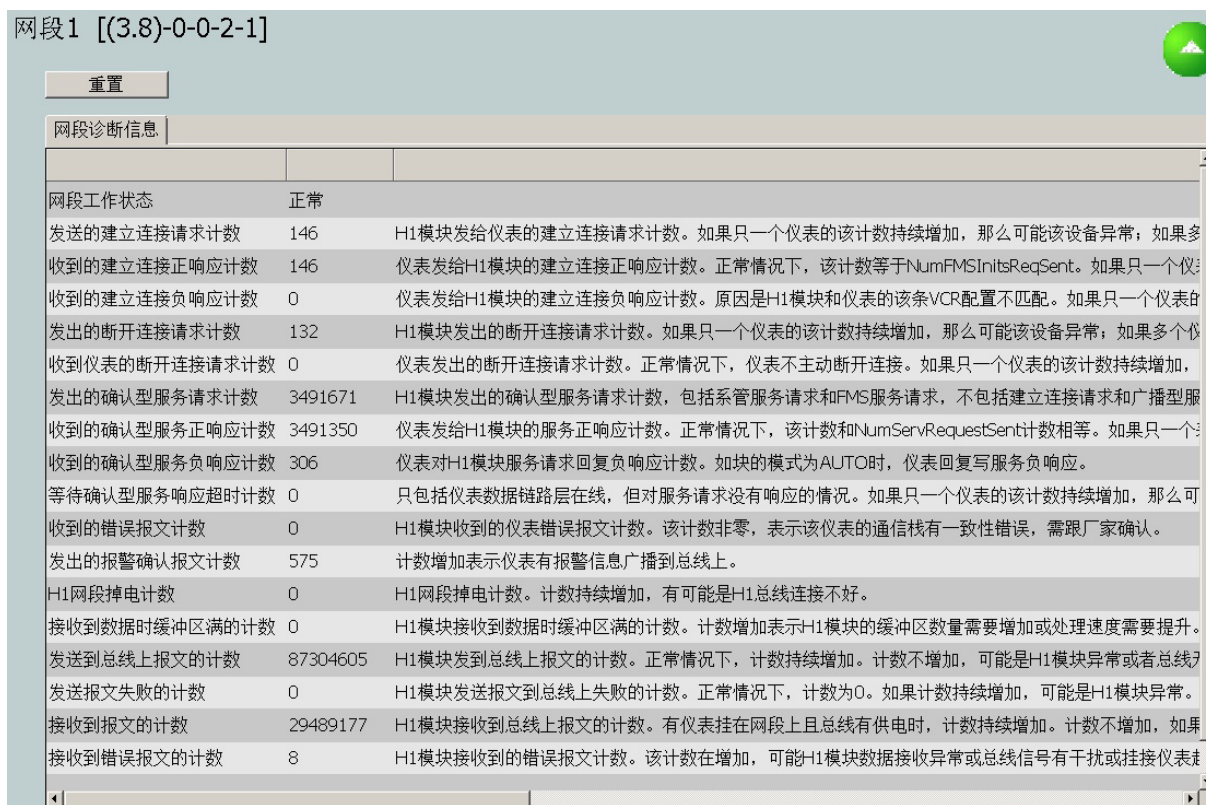 网段1 [(3.8)-0-0-2-1]
重置
网段诊断信息
网段工作状态 正常
发送的建立连接请求计数 146 H1模块发给仪表的建立连接请求计数。如果只一个仪表的该计数持续增加，那么可能该设备异常；如果多
收到的建立连接正响应计数 146 仪表发给H1模块的建立连接正响应计数。正常情况下，该计数等于NumFMSInitsReqSent。如果只一个仪
收到的建立连接负响应计数 0 仪表发给H1模块的建立连接负响应计数。原因是H1模块和仪表的该条VCR配置不匹配。如果只一个仪表的
发出的断开连接请求计数 132 H1模块发出的断开连接请求计数。如果只一个仪表的该计数持续增加，那么可能该设备异常；如果多个仪
收到仪表的断开连接请求计数 0 仪表发出的断开连接请求计数。正常情况下，仪表不主动断开连接。如果只一个仪表的该计数持续增加，
发出的确认型服务请求计数 3491671 H1模块发出的确认型服务请求计数，包括系管服务请求和FMS服务请求，不包括建立连接请求和广播型服
收到的确认型服务正响应计数 3491350 仪表发给H1模块的服务正响应计数。正常情况下，该计数和NumServRequestSent计数相等。如果只一个
收到的确认型服务负响应计数 306 仪表对H1模块服务请求回复负响应计数。如块的模式为AUTO时，仪表回复写服务负响应。
等待确认型服务响应超时计数 0 只包括仪表数据链路层在线，但对服务请求没有响应的情况。如果只一个仪表的该计数持续增加，那么可
收到的错误报文计数 0 H1模块收到的仪表错误报文计数。该计数非零，表示该仪表的通信栈有一致性错误，需跟厂家确认。
发出的报警确认报文计数 575 计数增加表示仪表有报警信息广播到总线上。
H1网段掉电计数 0 H1网段掉电计数。计数持续增加，有可能是H1总线连接不好。
接收到数据时缓冲区满的计数 0 H1模块接收到数据时缓冲区满的计数。计数增加表示H1模块的缓冲区数量需要增加或处理速度需要提升。
发送到总线上报文的计数 87304605 H1模块发到总线上报文的计数。正常情况下，计数持续增加。计数不增加，可能是H1模块异常或者总线
发送报文失败的计数 0 H1模块发送报文到总线上失败的计数。正常情况下，计数为0。如果计数持续增加，可能是H1模块异常。
接收到报文的计数 29489177 H1模块接收到总线上报文的计数。有仪表挂在网段上且总线有供电时，计数持续增加。计数不增加，如果
接收到错误报文的计数 8 H1模块接收到的错误报文计数。该计数在增加，可能H1模块数据接收异常或总线信号有干扰或挂接仪表